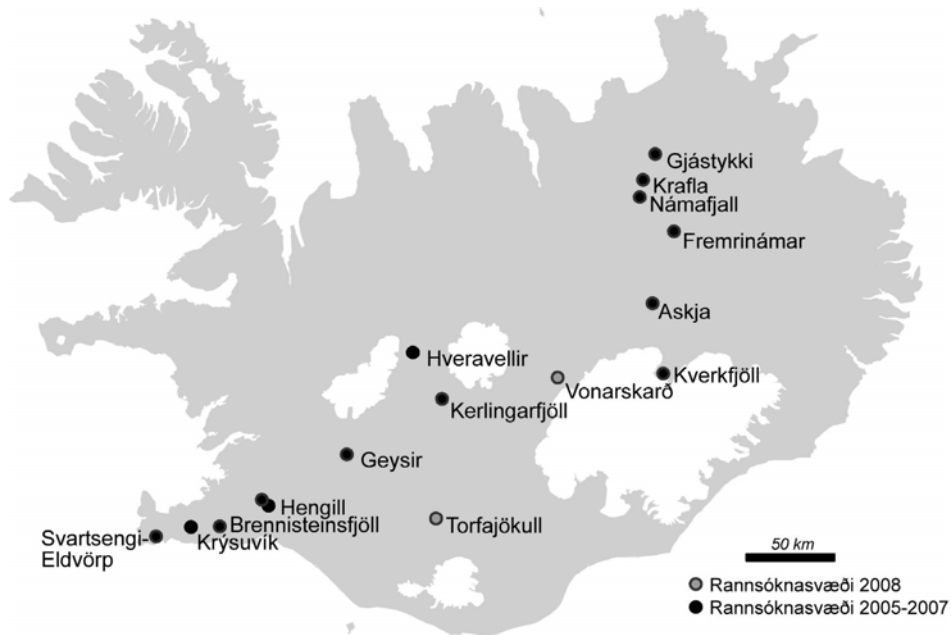 Gjástykki
Krafla
Námafjall
Fremrinámar
Askja
Hveravellir
Kverkfjöll
Vonarskarð
Kerlingarfjöll
Geysir
Hengill
Brennisteinsfjöll
Torfajökull
Svartsengi-
Eldvörp
Krýsuvík
50 km
Rannsóknasvæði 2008
Rannsóknasvæði 2005-2007